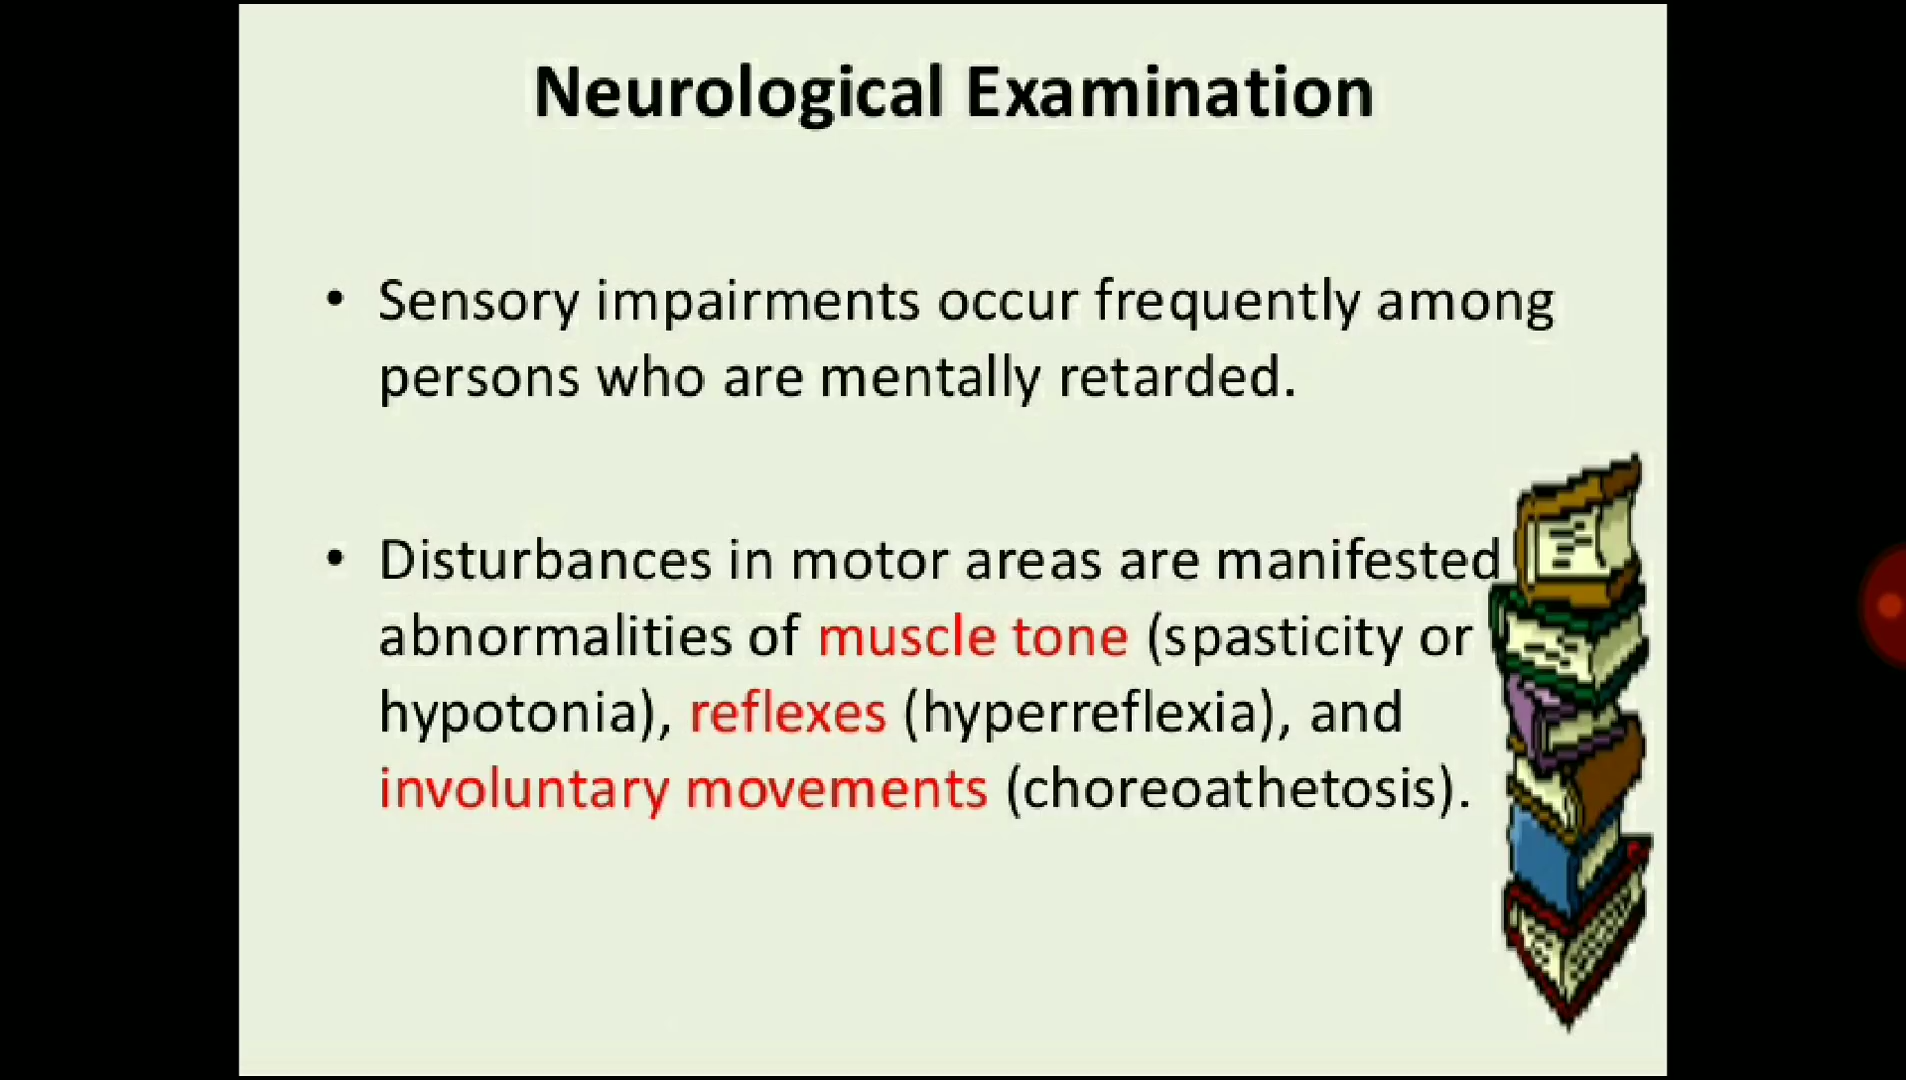 Neurological Examination
• Sensory impairments occur frequently among
persons who are mentally retarded.
• Disturbances in motor areas are manifested
abnormalities of muscle tone (spasticity or
hypotonia), reflexes (hyperreflexia), and
involuntary movements (choreoathetosis).